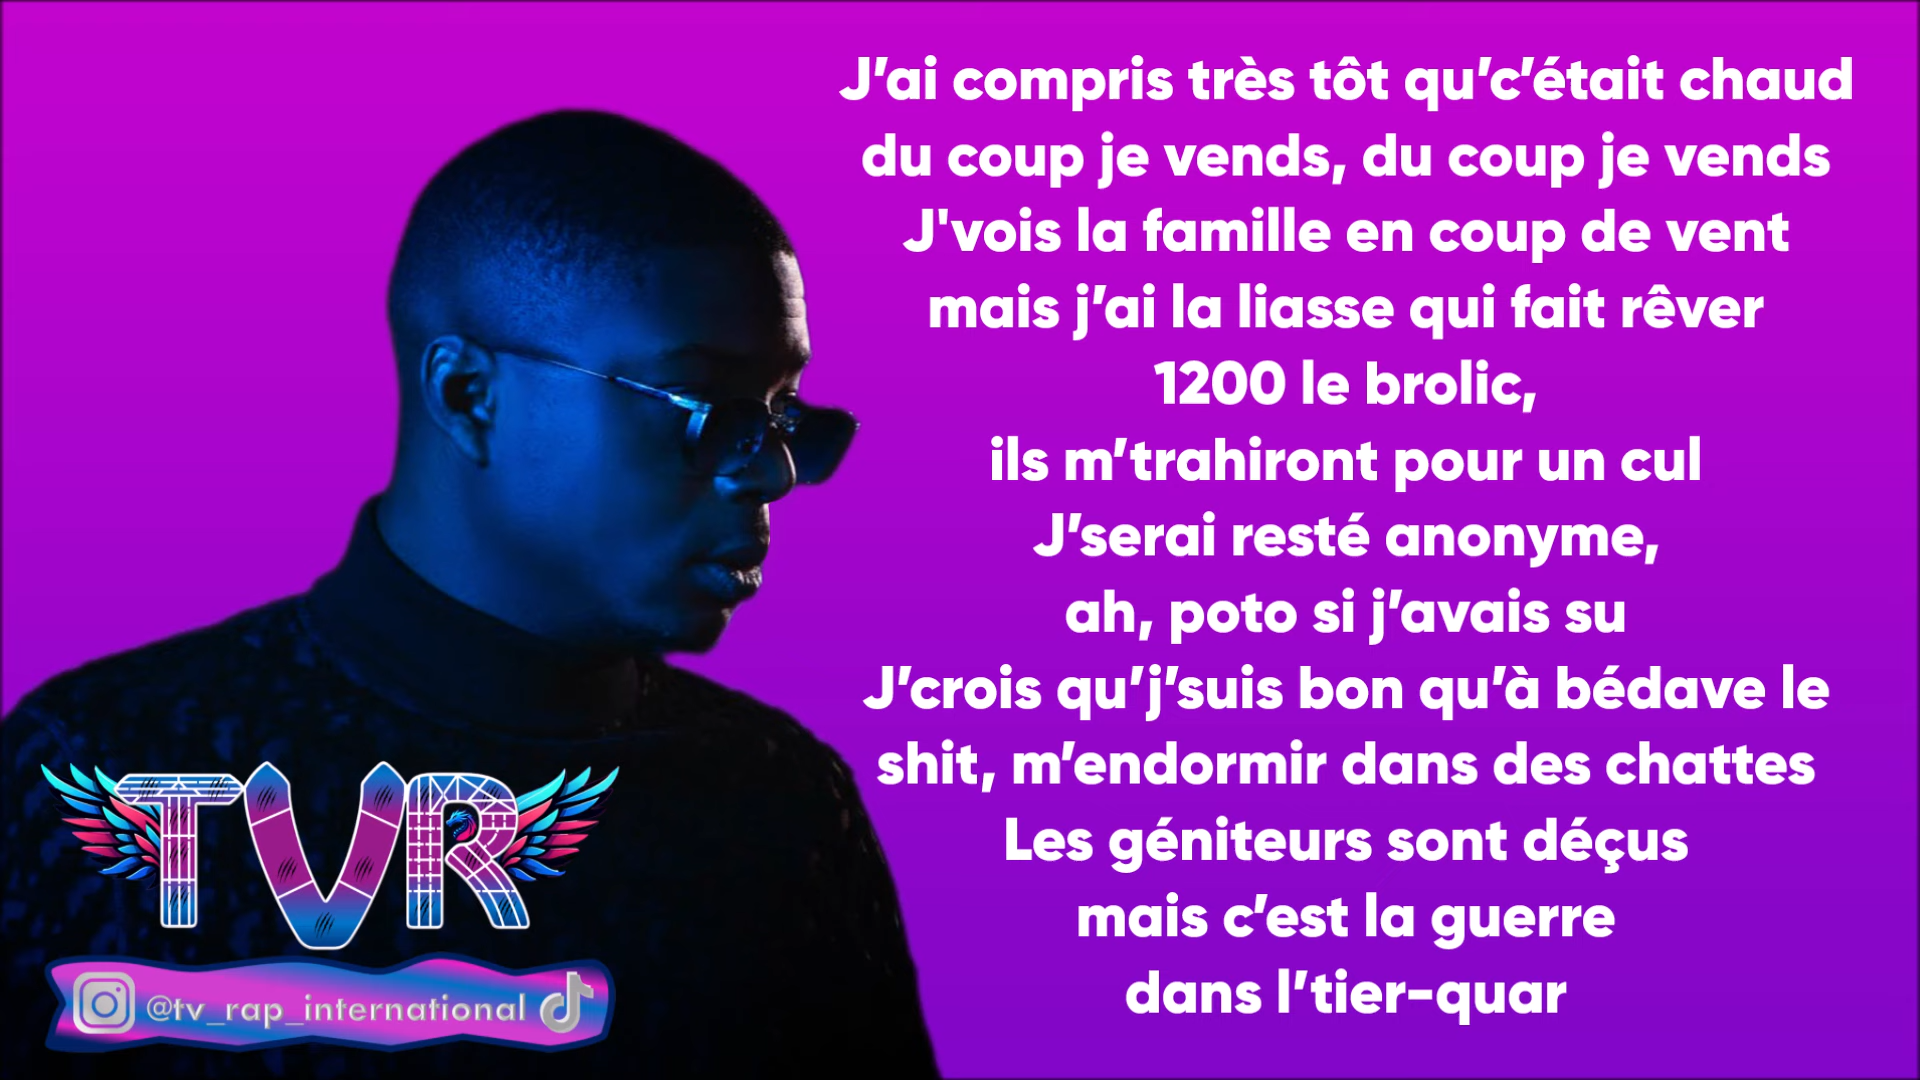 J’ai compris très tôt qu’c’était chaud
du coup je vends, du coup je vends
J'vois la famille en coup de vent
mais j’ai la liasse qui fait rêver
1200 le brolic,
ils m’trahiront pour un cul
J’serai resté anonyme,
ah, poto si j’avais su
J’crois qu’j’suis bon qu’à bédave le
shit, m’endormir dans des chattes
Les géniteurs sont déçus
mais c’est la guerre
dans l’tier-quar
TVR
@tv_rap_international